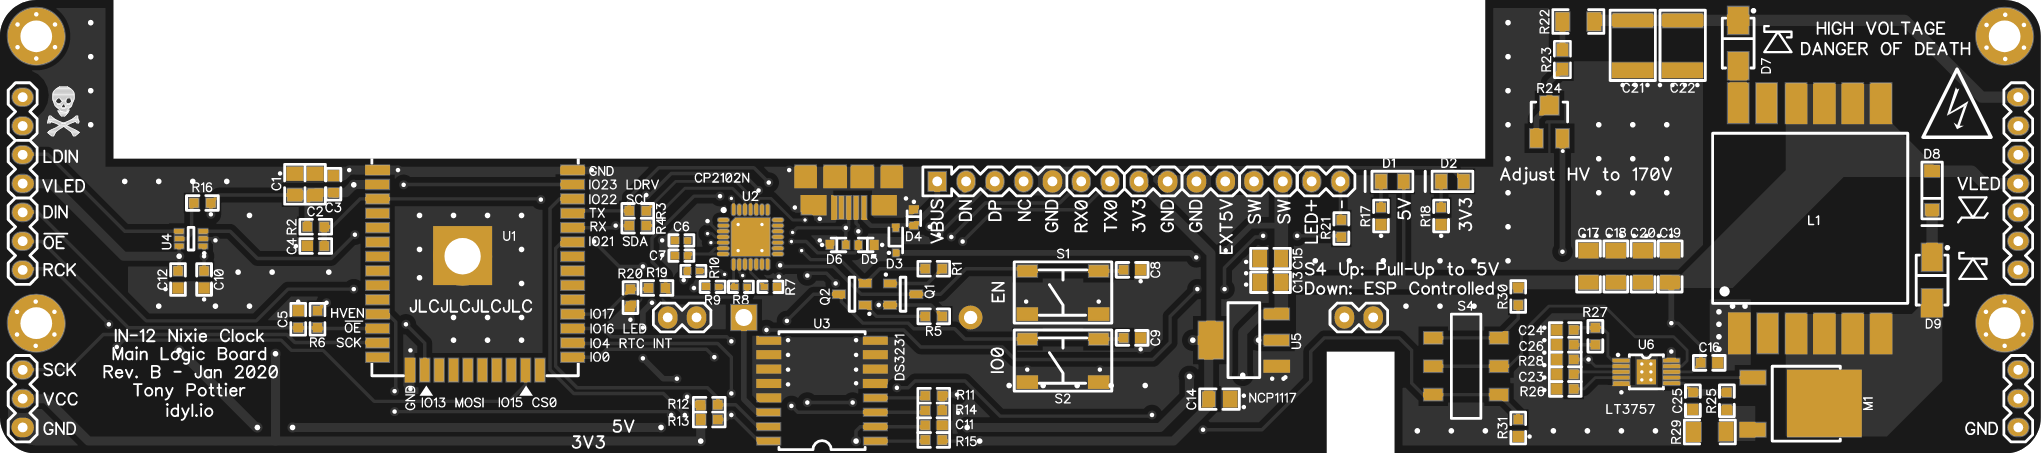 HIGH VOLTAGE
DANGER OF DEATH
R22
R23
D7
C21
C22
R24
Adjust HV to 170V
D8
VLED
L1
D9
C17 C18 C20 C19
LDIN
VLED
DIN
OE
RCK
R16
U4
C12
C10
C1
C2
C3
R2
C4
C5
R6
HVEN
OE
SCK
U1
JLCJLCJLCJLC
GND
IO23 LDRV
IO22 SCL
TX
RX
IO21 SDA
R3
R4
IO17
IO16 LED
IO4 RTC INT
IO0
GND
IO13 MOSI
IO15 CS0
CP2102N
U2
C6
C7
R10
R20
R19
R9
R8
R7
D6
D5
D3
D4
Q2
Q1
R1
R5
U3
DS3231
R12
R13
R11
R14
C11
R15
5V
3V3
VBUS
DN
DP
NC
GND
RX0
TX0
3V3
GND
GND
EXT5V
SW
SW
LED+
-
R21
D1
D2
R17
5V
R18
3V3
S1
EN
C8
IO0
C9
S2
C15
C13
U5
C14
NCP1117
S4 Up: Pull-Up to 5V
Down: ESP Controlled
S4
R30
R31
R27
C24
C26
R28
C23
R26
U6
LT3757
C16
C25
R25
R29
M1
GND
IN-12 Nixie Clock
Main Logic Board
Rev. B - Jan 2020
Tony Pottier
idyl.io
SCK
VCC
GND